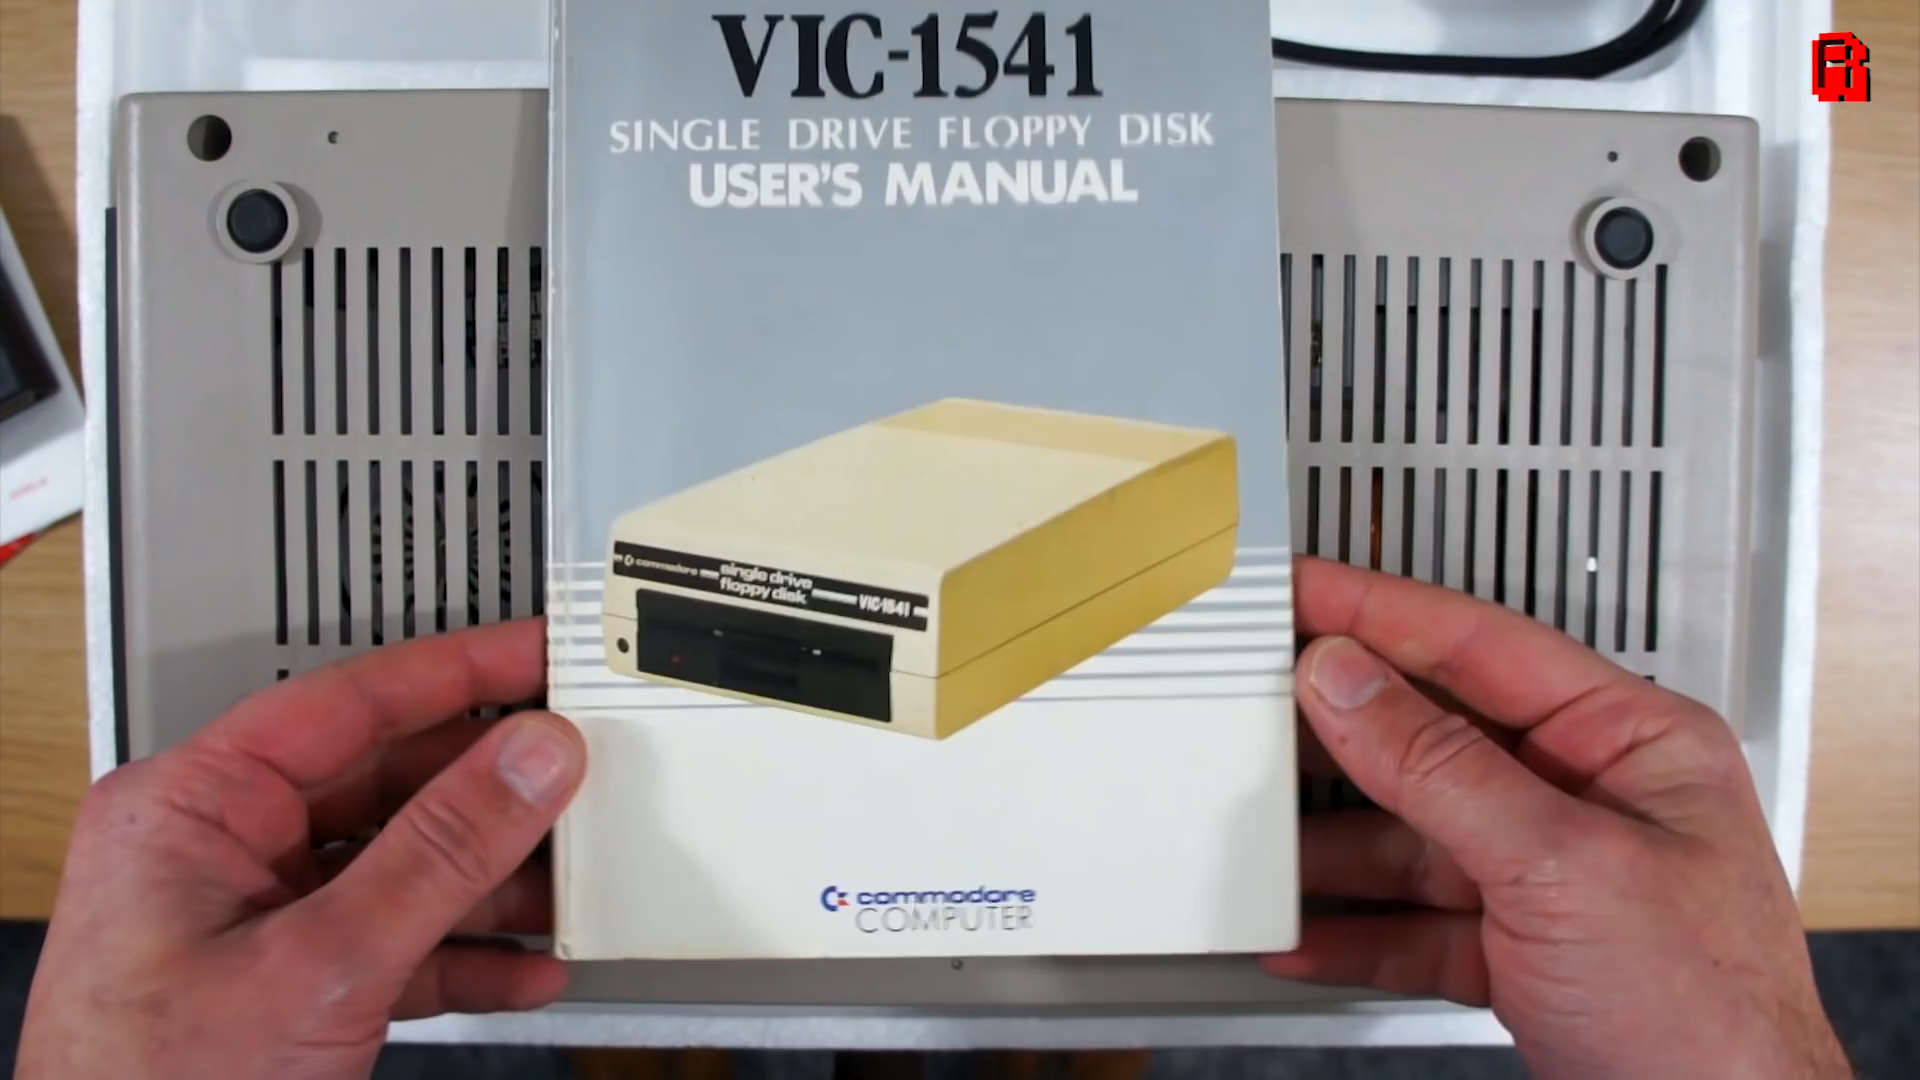 VIC-1541
SINGLE DRIVE FLOPPY DISK
USER'S MANUAL
commodore single drive floppy disk VIC-1541
commodore
COMPUTER
R